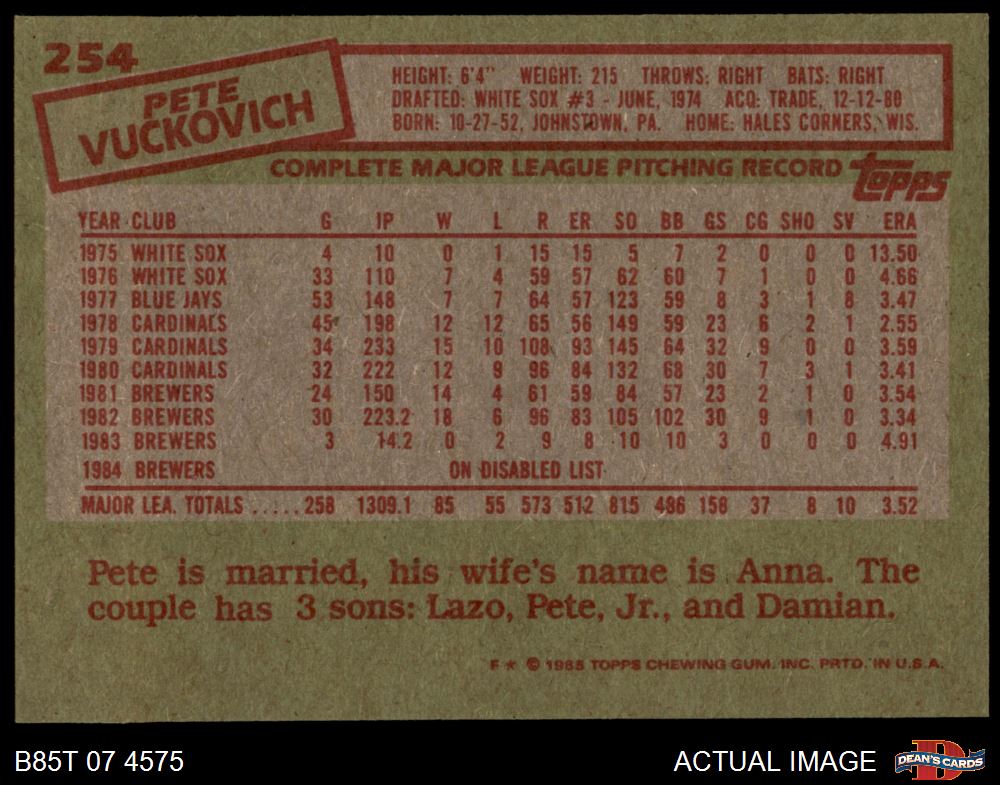 254
PETE
VUCKOVICH
HEIGHT: 6'4" WEIGHT: 215 THROWS: RIGHT BATS: RIGHT
DRAFTED: WHITE SOX #3 - JUNE, 1974 ACQ: TRADE, 12-12-80
BORN: 10-27-52, JOHNSTOWN, PA. HOME: HALES CORNERS, WIS.
COMPLETE MAJOR LEAGUE PITCHING RECORD topps
YEAR CLUB G IP W L R ER SO BB GS CG SHO SV ERA
1975 WHITE SOX 4 10 0 1 15 15 5 7 2 0 0 0 13.50
1976 WHITE SOX 33 110 7 4 59 57 62 60 7 1 0 0 4.66
1977 BLUE JAYS 53 148 7 7 64 57 123 59 8 3 1 8 3.47
1978 CARDINALS 45 198 12 12 65 56 149 59 23 6 2 1 2.55
1979 CARDINALS 34 233 15 10 108 93 145 64 32 9 0 0 3.59
1980 CARDINALS 32 222 12 9 96 84 132 68 30 7 3 1 3.41
1981 BREWERS 24 150 14 4 61 59 84 57 23 2 1 0 3.54
1982 BREWERS 30 223.2 18 6 96 83 105 102 30 9 1 0 3.34
1983 BREWERS 3 14.2 0 2 9 8 10 10 3 0 0 0 4.91
1984 BREWERS ON DISABLED LIST
MAJOR LEA. TOTALS ..... 258 1309.1 85 55 573 512 815 486 158 37 8 10 3.52
Pete is married, his wife's name is Anna. The
couple has 3 sons: Lazo, Pete, Jr., and Damian.
F * © 1985 TOPPS CHEWING GUM, INC. PRTD. IN U.S.A.
B85T 07 4575 ACTUAL IMAGE D DEAN'S CARDS